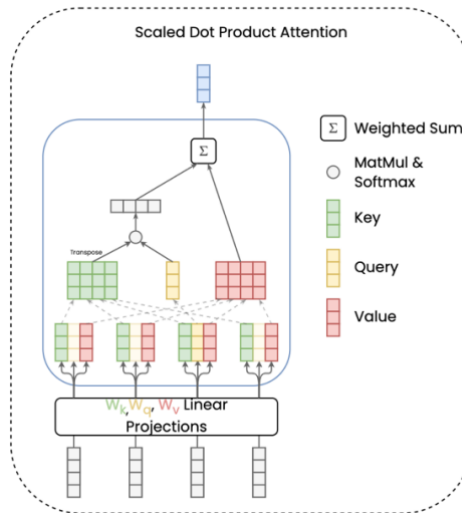 Scaled Dot Product Attention
Σ
Σ Weighted Sum
MatMul &
Softmax
Transpose
Key
Query
Value
Wk, Wq, Wv Linear
Projections